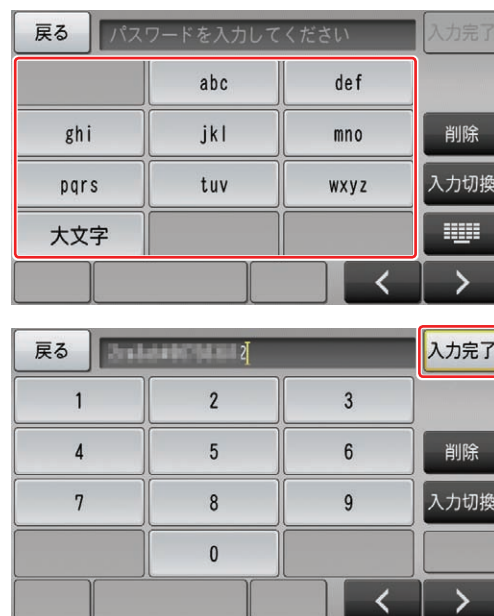 戻る パスワードを入力してください 入力完了
abc def
ghi jkl mno 削除
pqrs tuv wxyz 入力切換
大文字
戻る 2 入力完了
1 2 3
4 5 6 削除
7 8 9 入力切換
0